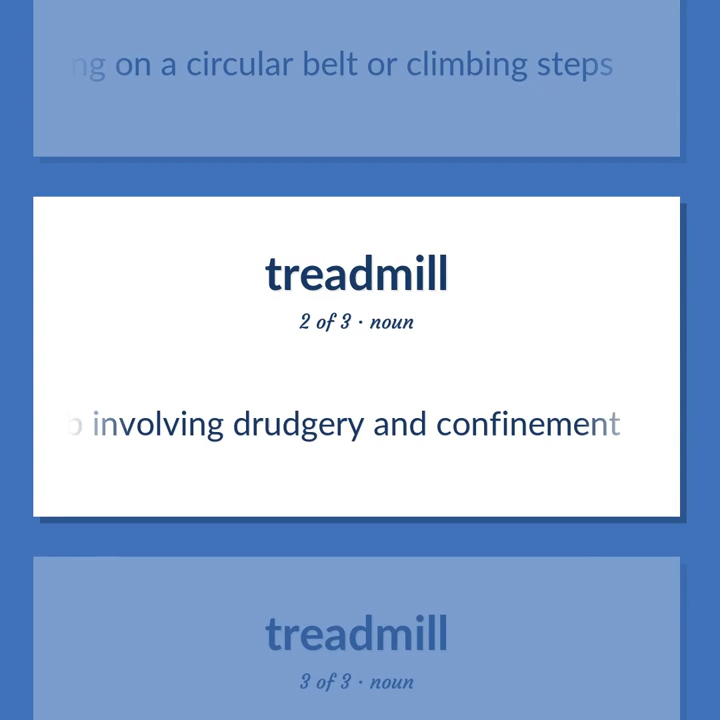 on a circular belt or climbing steps
treadmill
2 of 3 · noun
involving drudgery and confinement
treadmill
3 of 3 · noun